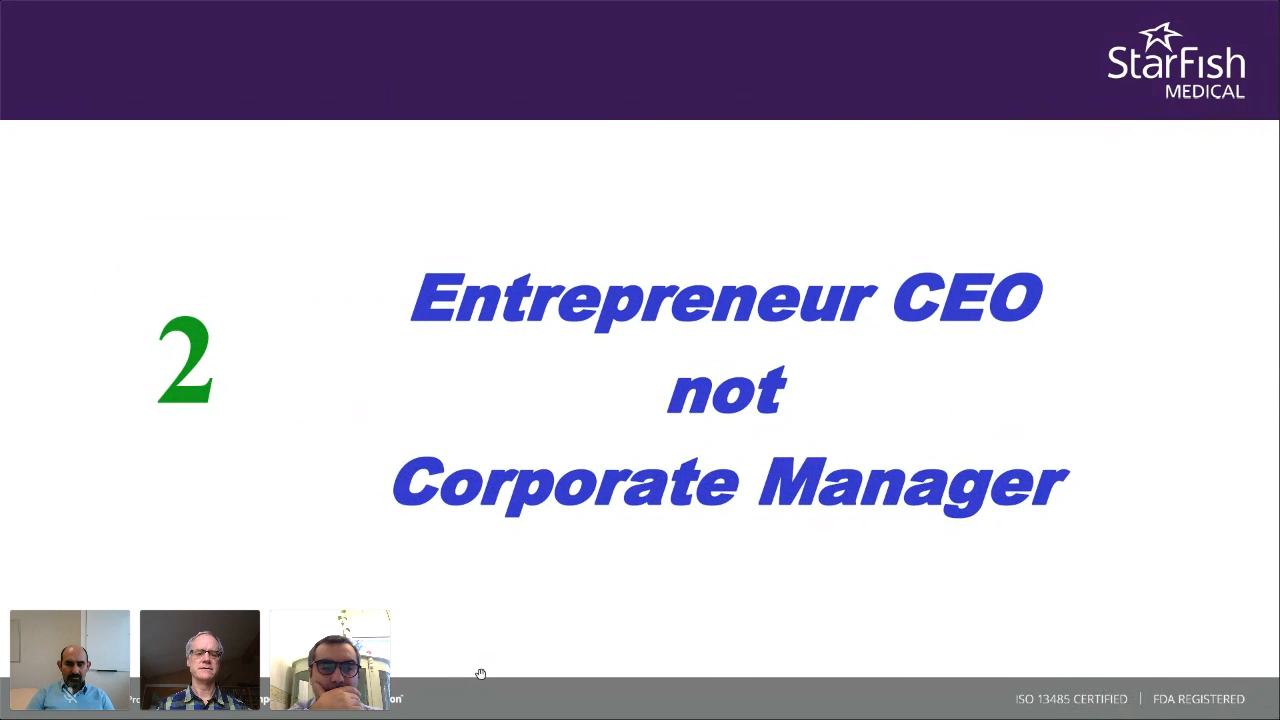 StarFish
MEDICAL
2
Entrepreneur CEO
not
Corporate Manager
ISO 13485 CERTIFIED | FDA REGISTERED